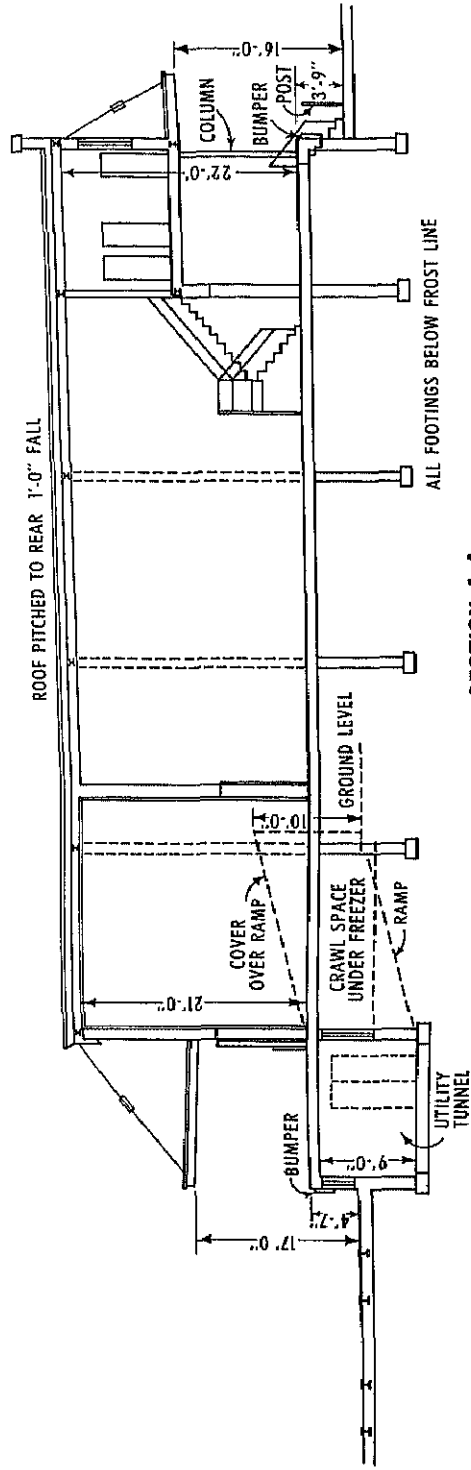 ROOF PITCHED TO REAR 1'-0" FALL
22'-0"
16'-0"
COLUMN
BUMPER
POST
3'-9"
21'-0"
COVER
OVER RAMP
10'-0"
GROUND LEVEL
CRAWL SPACE
UNDER FREEZER
RAMP
17'0"
BUMPER
4'-7"
9'-0"
UTILITY
TUNNEL
ALL FOOTINGS BELOW FROST LINE